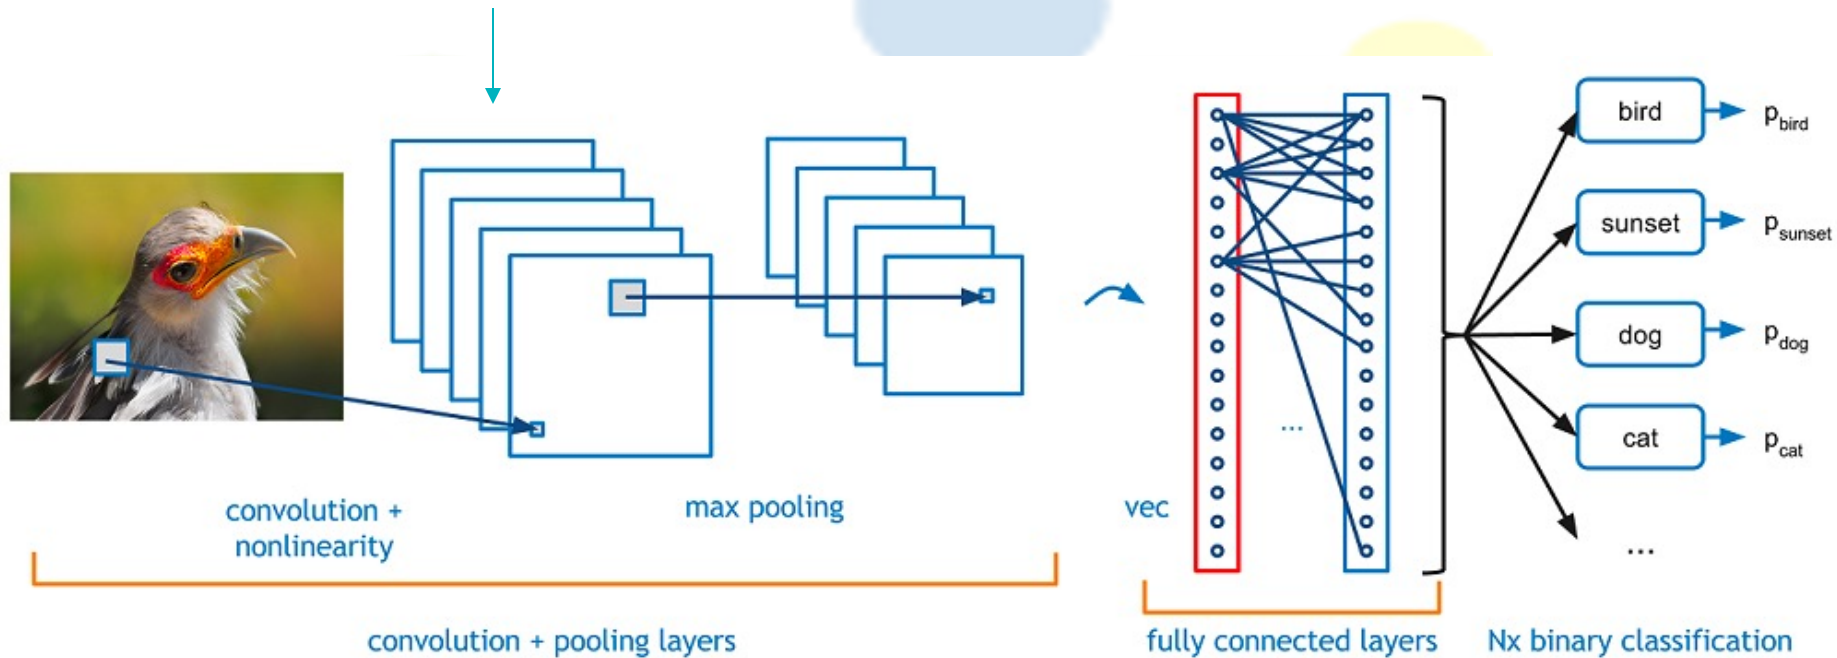 convolution +
nonlinearity
max pooling
vec
...
bird
p_bird
sunset
p_sunset
dog
p_dog
cat
p_cat
...
convolution + pooling layers
fully connected layers
Nx binary classification